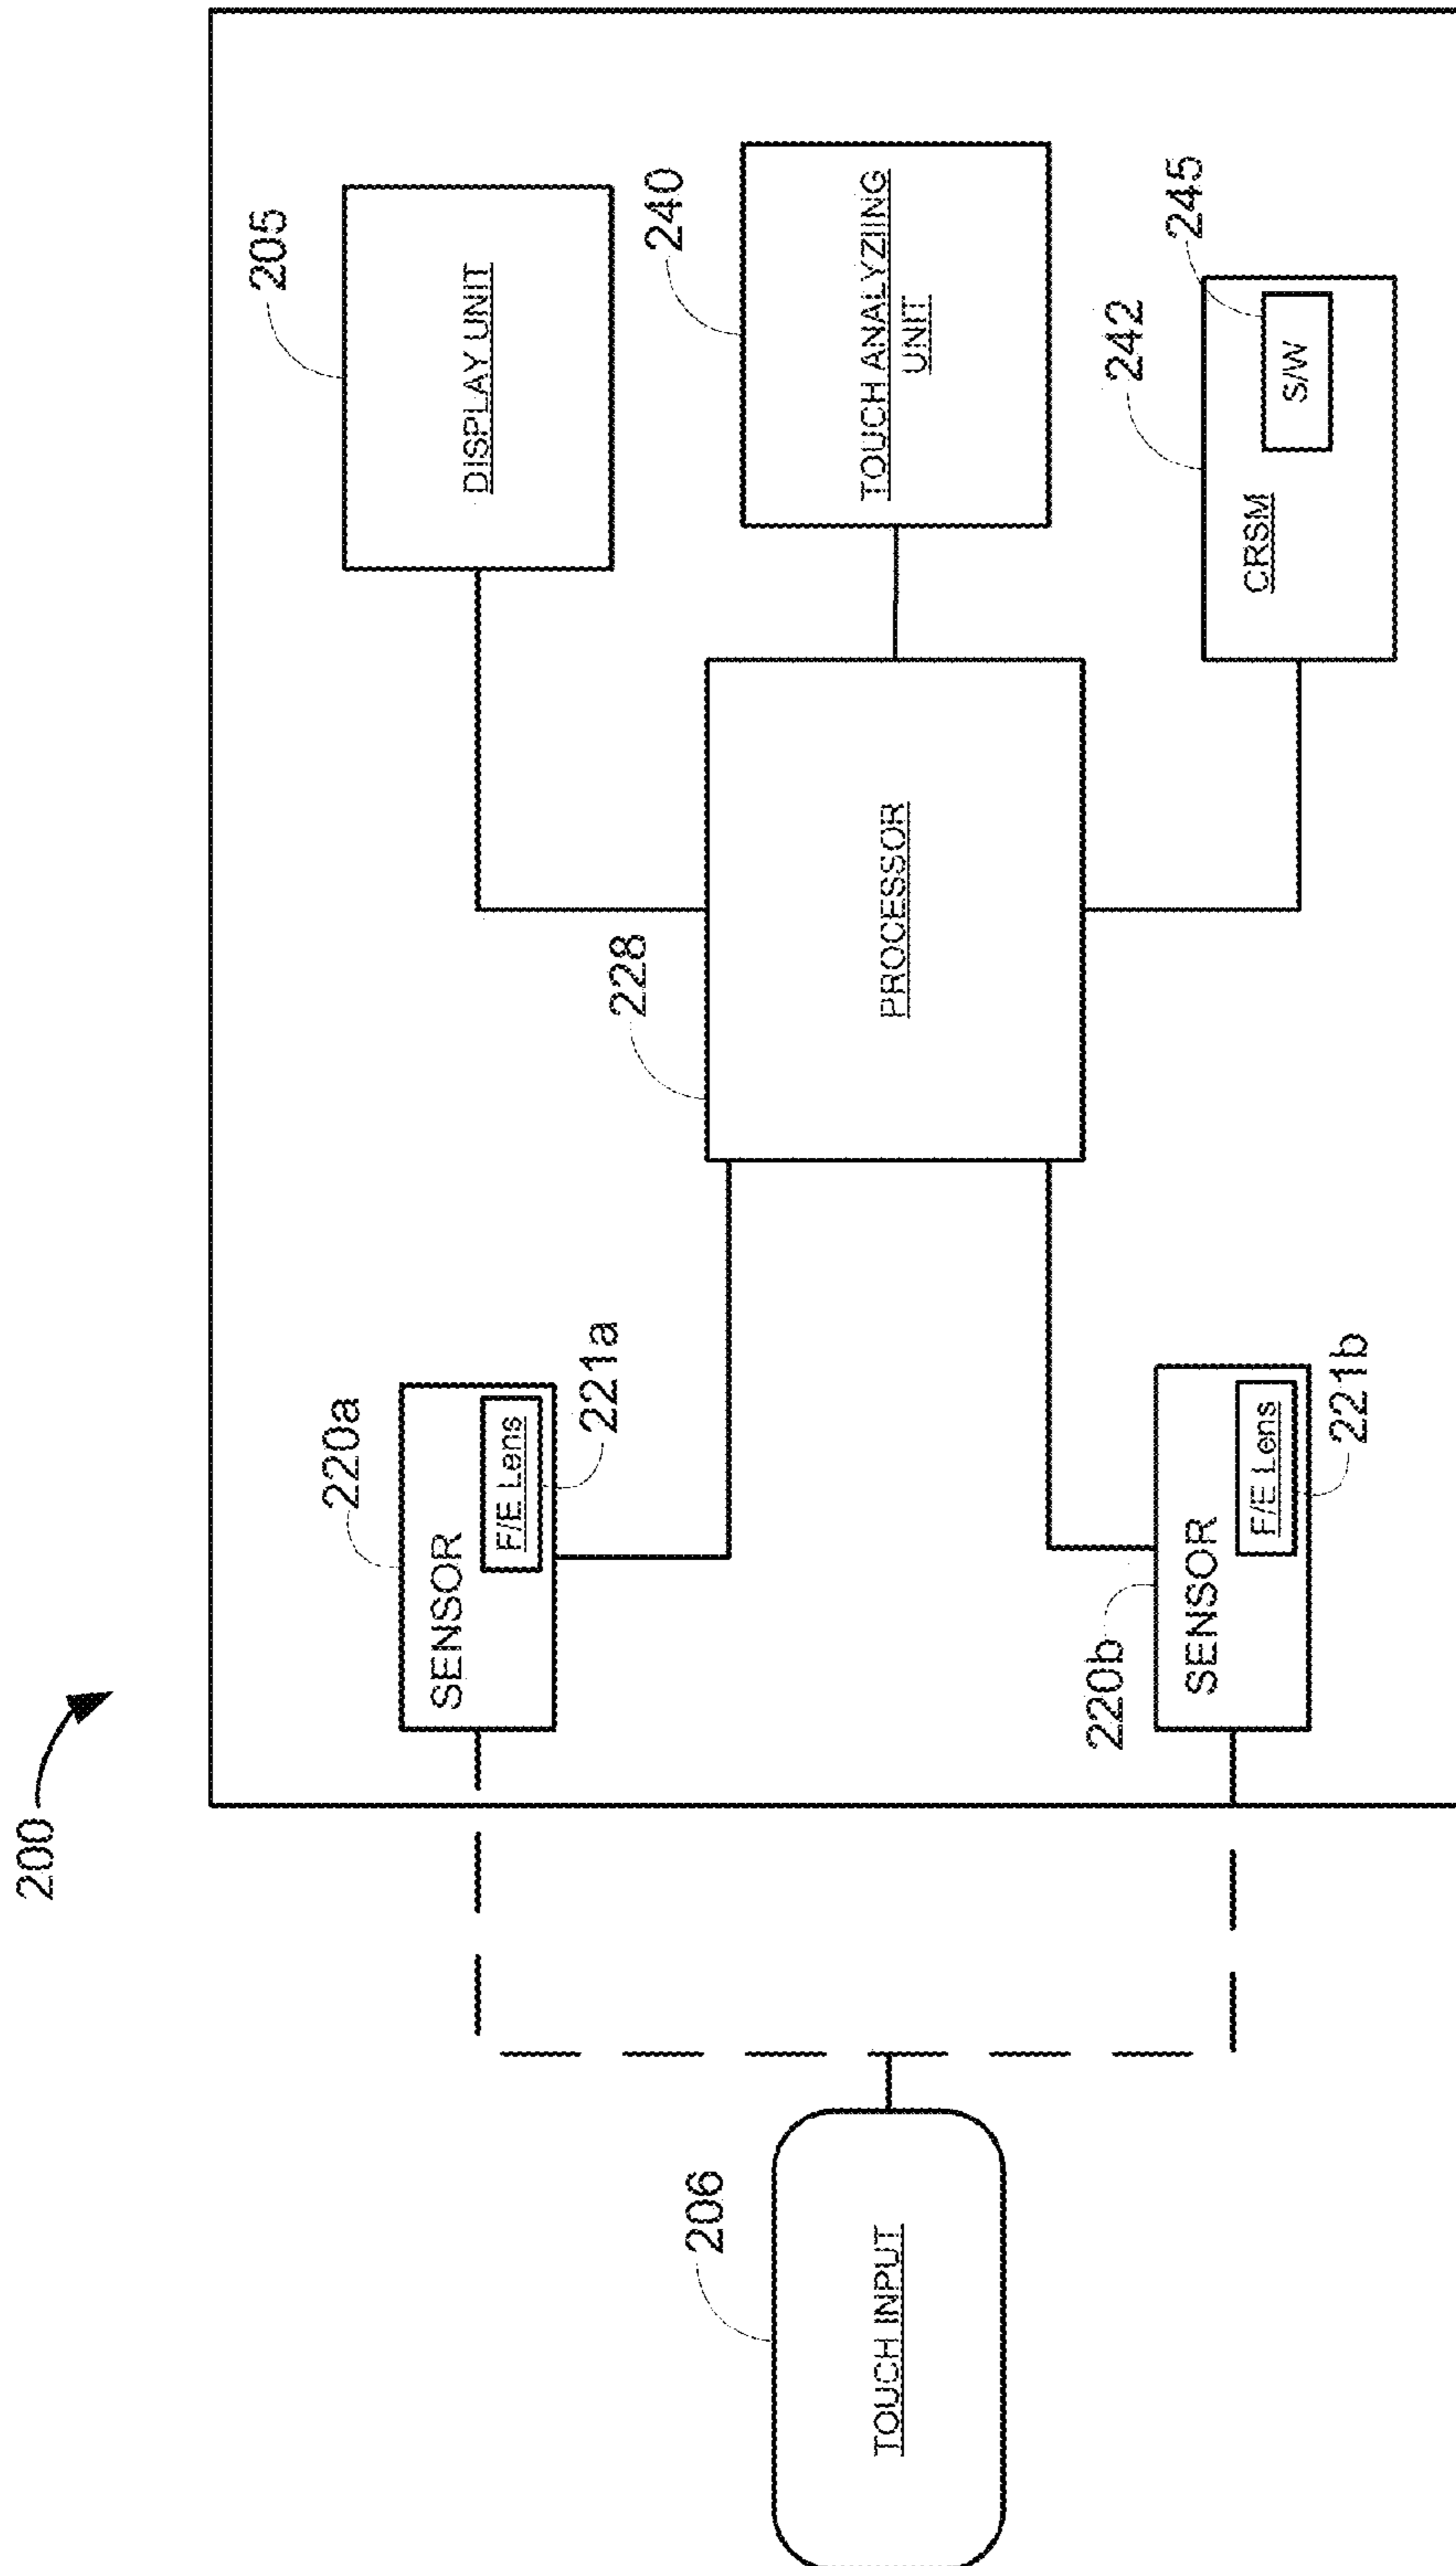 200
205
DISPLAY UNIT
220a
SENSOR
F/E Lens
221a
240
TOUCH ANALYZIING
UNIT
228
PROCESSOR
206
TOUCH INPUT
242
245
CRSM
S/W
220b
SENSOR
F/E Lens
221b